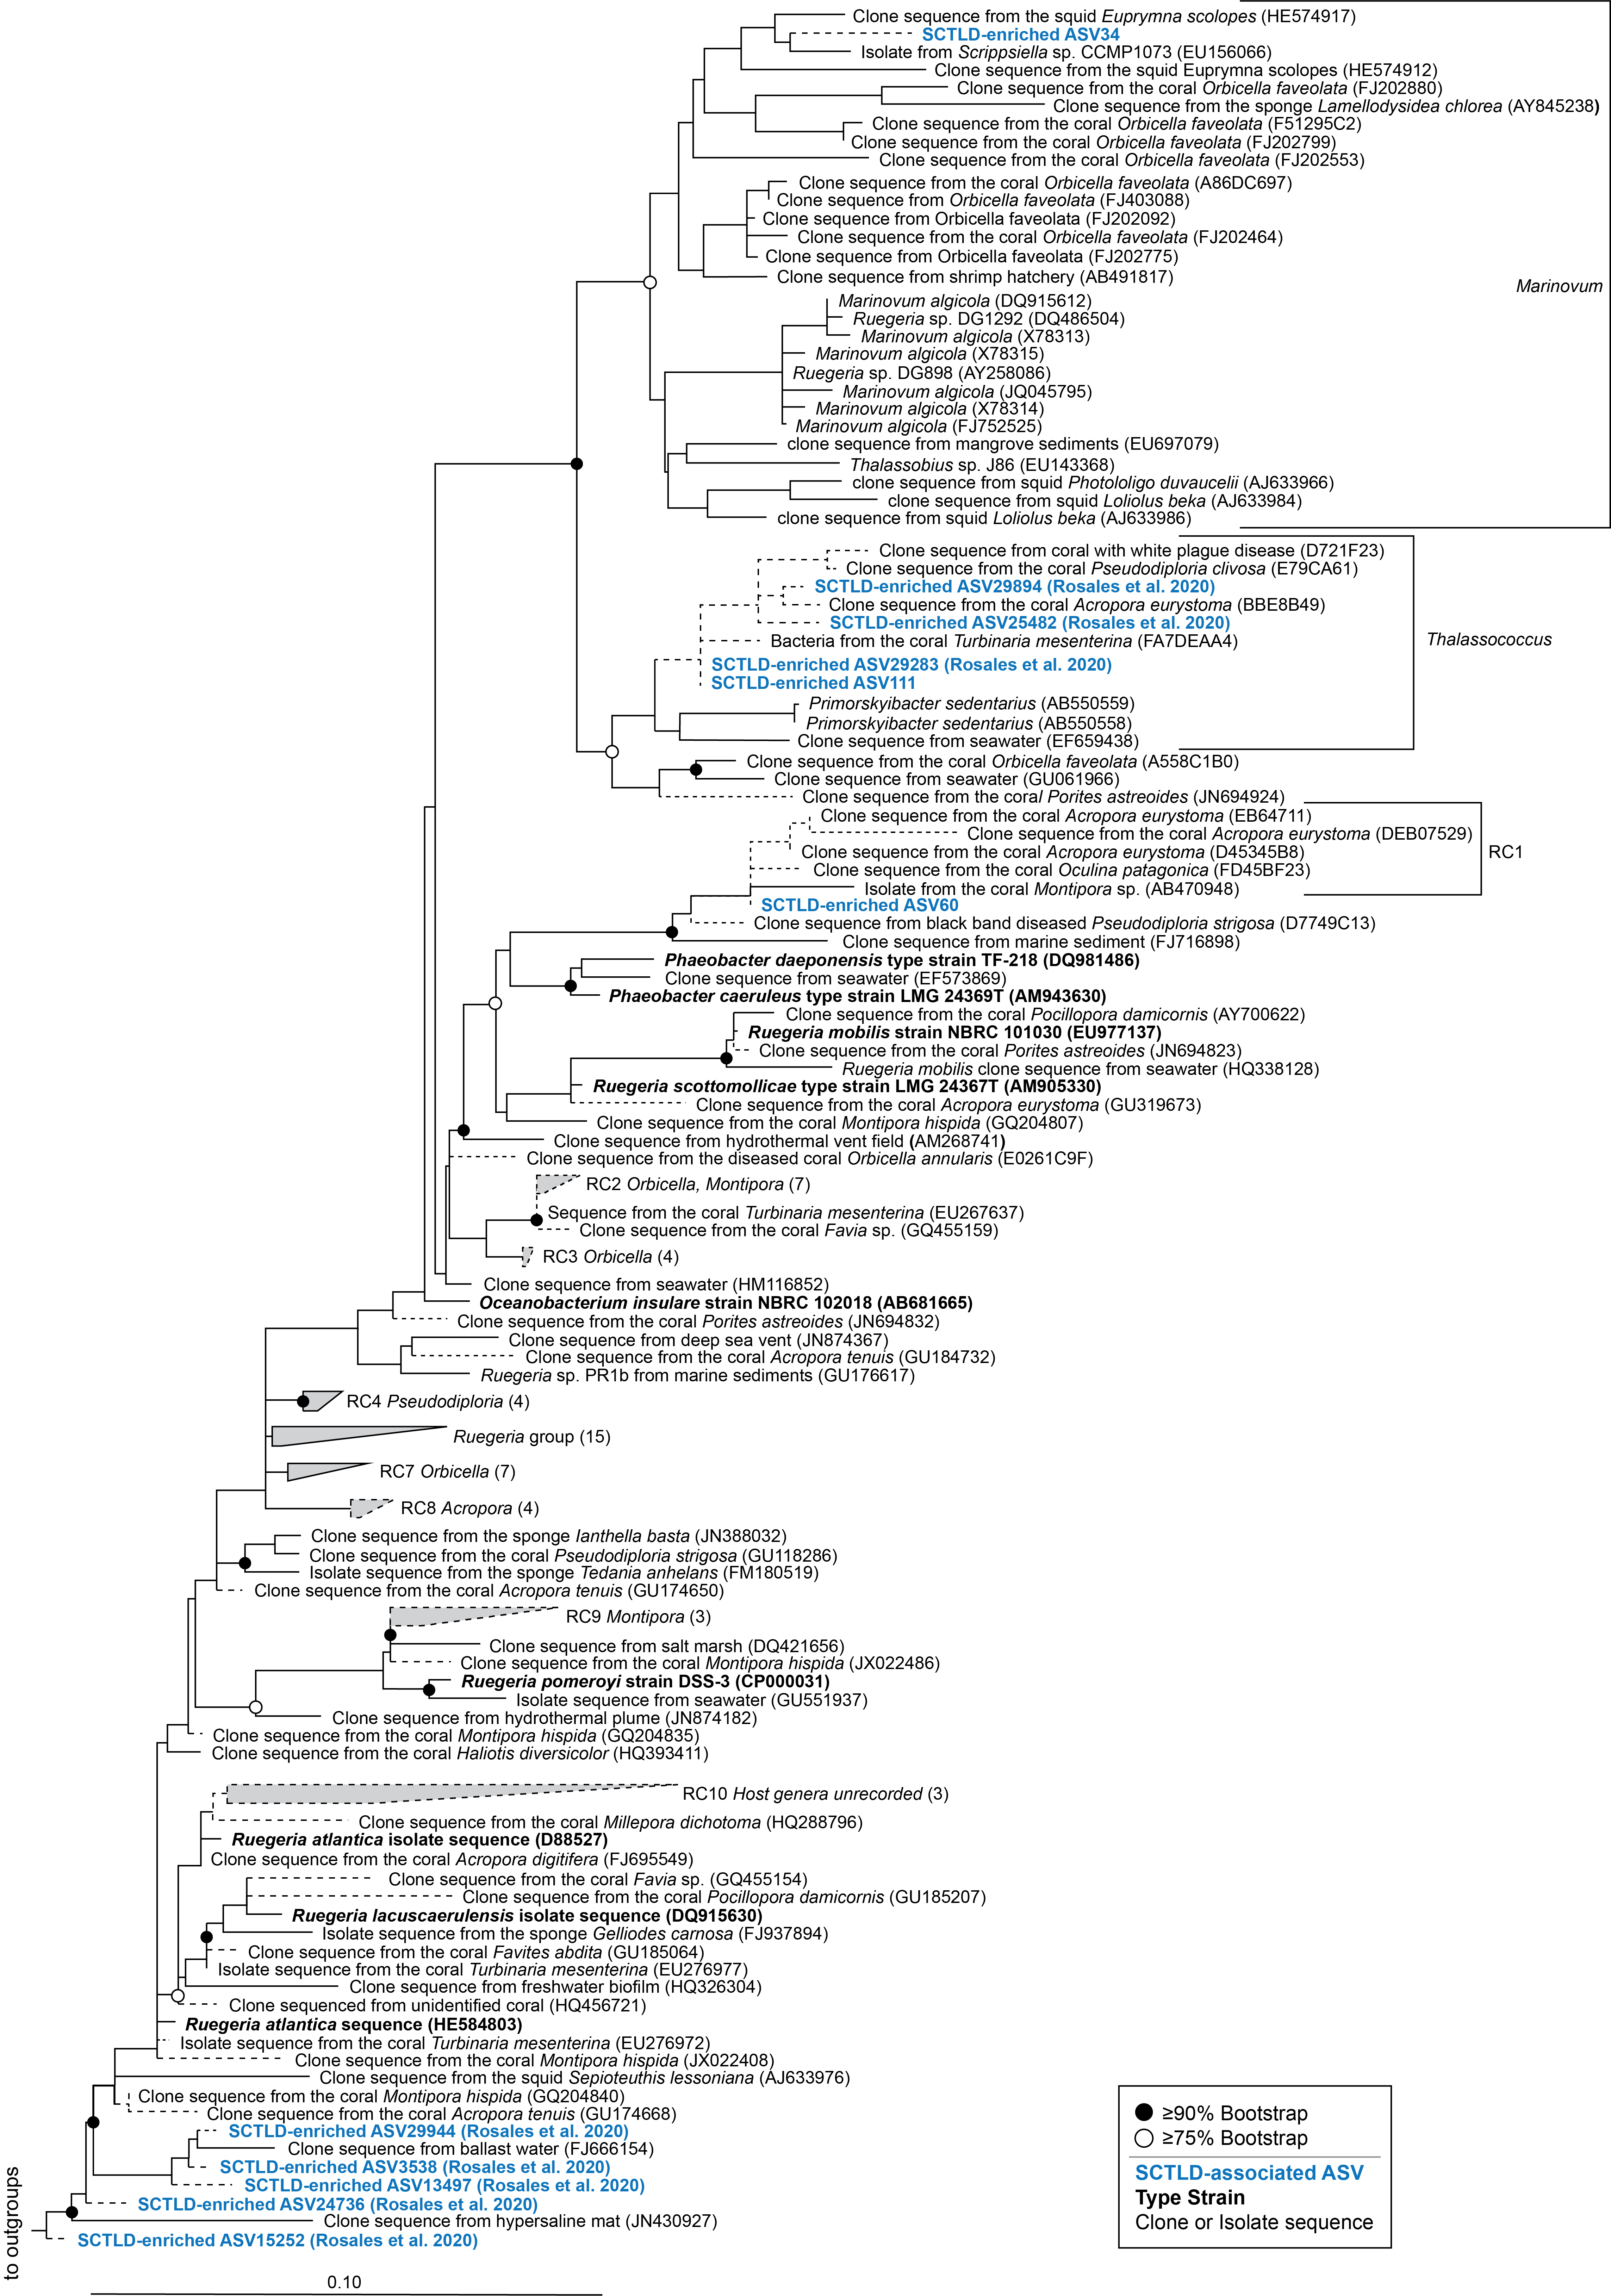 Clone sequence from the squid Euprymna scolopes (HE574917)
SCTLD-enriched ASV34
Isolate from Scrippsiella sp. CCMP1073 (EU156066)
Clone sequence from the squid Euprymna scolopes (HE574912)
Clone sequence from the coral Orbicella faveolata (FJ202880)
Clone sequence from the sponge Lamellodysidea chlorea (AY845238)
Clone sequence from the coral Orbicella faveolata (F51295C2)
Clone sequence from the coral Orbicella faveolata (FJ202799)
Clone sequence from the coral Orbicella faveolata (FJ202553)
Clone sequence from the coral Orbicella faveolata (A86DC697)
Clone sequence from Orbicella faveolata (FJ403088)
Clone sequence from Orbicella faveolata (FJ202092)
Clone sequence from the coral Orbicella faveolata (FJ202464)
Clone sequence from Orbicella faveolata (FJ202775)
Clone sequence from shrimp hatchery (AB491817)
Marinovum
Marinovum algicola (DQ915612)
Ruegeria sp. DG1292 (DQ486504)
Marinovum algicola (X78313)
Marinovum algicola (X78315)
Ruegeria sp. DG898 (AY258086)
Marinovum algicola (JQ045795)
Marinovum algicola (X78314)
Marinovum algicola (FJ752525)
clone sequence from mangrove sediments (EU697079)
Thalassobius sp. J86 (EU143368)
clone sequence from squid Photololigo duvaucelii (AJ633966)
clone sequence from squid Loliolus beka (AJ633984)
clone sequence from squid Loliolus beka (AJ633986)
Clone sequence from coral with white plague disease (D721F23)
Clone sequence from the coral Pseudodiploria clivosa (E79CA61)
SCTLD-enriched ASV29894 (Rosales et al. 2020)
Clone sequence from the coral Acropora eurystoma (BBE8B49)
SCTLD-enriched ASV25482 (Rosales et al. 2020)
Bacteria from the coral Turbinaria mesenterina (FA7DEAA4)
Thalassococcus
SCTLD-enriched ASV29283 (Rosales et al. 2020)
SCTLD-enriched ASV111
Primorskyibacter sedentarius (AB550559)
Primorskyibacter sedentarius (AB550558)
Clone sequence from seawater (EF659438)
Clone sequence from the coral Orbicella faveolata (A558C1B0)
Clone sequence from seawater (GU061966)
Clone sequence from the coral Porites astreoides (JN694924)
Clone sequence from the coral Acropora eurystoma (EB64711)
Clone sequence from the coral Acropora eurystoma (DEB07529)
Clone sequence from the coral Acropora eurystoma (D45345B8)
RC1
Clone sequence from the coral Oculina patagonica (FD45BF23)
Isolate from the coral Montipora sp. (AB470948)
SCTLD-enriched ASV60
Clone sequence from black band diseased Pseudodiploria strigosa (D7749C13)
Clone sequence from marine sediment (FJ716898)
Phaeobacter daeponensis type strain TF-218 (DQ981486)
Clone sequence from seawater (EF573869)
Phaeobacter caeruleus type strain LMG 24369T (AM943630)
Clone sequence from the coral Pocillopora damicornis (AY700622)
Ruegeria mobilis strain NBRC 101030 (EU977137)
Clone sequence from the coral Porites astreoides (JN694823)
Ruegeria mobilis clone sequence from seawater (HQ338128)
Ruegeria scottomollicae type strain LMG 24367T (AM905330)
Clone sequence from the coral Acropora eurystoma (GU319673)
Clone sequence from the coral Montipora hispida (GQ204807)
Clone sequence from hydrothermal vent field (AM268741)
Clone sequence from the diseased coral Orbicella annularis (E0261C9F)
RC2 Orbicella, Montipora (7)
Sequence from the coral Turbinaria mesenterina (EU267637)
Clone sequence from the coral Favia sp. (GQ455159)
RC3 Orbicella (4)
Clone sequence from seawater (HM116852)
Oceanobacterium insulare strain NBRC 102018 (AB681665)
Clone sequence from the coral Porites astreoides (JN694832)
Clone sequence from deep sea vent (JN874367)
Clone sequence from the coral Acropora tenuis (GU184732)
Ruegeria sp. PR1b from marine sediments (GU176617)
RC4 Pseudodiploria (4)
Ruegeria group (15)
RC7 Orbicella (7)
RC8 Acropora (4)
Clone sequence from the sponge Ianthella basta (JN388032)
Clone sequence from the coral Pseudodiploria strigosa (GU118286)
Isolate sequence from the sponge Tedania anhelans (FM180519)
Clone sequence from the coral Acropora tenuis (GU174650)
RC9 Montipora (3)
Clone sequence from salt marsh (DQ421656)
Clone sequence from the coral Montipora hispida (JX022486)
Ruegeria pomeroyi strain DSS-3 (CP000031)
Isolate sequence from seawater (GU551937)
Clone sequence from hydrothermal plume (JN874182)
Clone sequence from the coral Montipora hispida (GQ204835)
Clone sequence from the coral Haliotis diversicolor (HQ393411)
RC10 Host genera unrecorded (3)
Clone sequence from the coral Millepora dichotoma (HQ288796)
Ruegeria atlantica isolate sequence (D88527)
Clone sequence from the coral Acropora digitifera (FJ695549)
Clone sequence from the coral Favia sp. (GQ455154)
Clone sequence from the coral Pocillopora damicornis (GU185207)
Ruegeria lacuscaerulensis isolate sequence (DQ915630)
Isolate sequence from the sponge Gelliodes carnosa (FJ937894)
Clone sequence from the coral Favites abdita (GU185064)
Isolate sequence from the coral Turbinaria mesenterina (EU276977)
Clone sequence from freshwater biofilm (HQ326304)
Clone sequenced from unidentified coral (HQ456721)
Ruegeria atlantica sequence (HE584803)
Isolate sequence from the coral Turbinaria mesenterina (EU276972)
Clone sequence from the coral Montipora hispida (JX022408)
Clone sequence from the squid Sepioteuthis lessoniana (AJ633976)
Clone sequence from the coral Montipora hispida (GQ204840)
Clone sequence from the coral Acropora tenuis (GU174668)
SCTLD-enriched ASV29944 (Rosales et al. 2020)
Clone sequence from ballast water (FJ666154)
SCTLD-enriched ASV3538 (Rosales et al. 2020)
SCTLD-enriched ASV13497 (Rosales et al. 2020)
SCTLD-enriched ASV24736 (Rosales et al. 2020)
Clone sequence from hypersaline mat (JN430927)
SCTLD-enriched ASV15252 (Rosales et al. 2020)
to outgroups
0.10
≥90% Bootstrap
≥75% Bootstrap
SCTLD-associated ASV
Type Strain
Clone or Isolate sequence